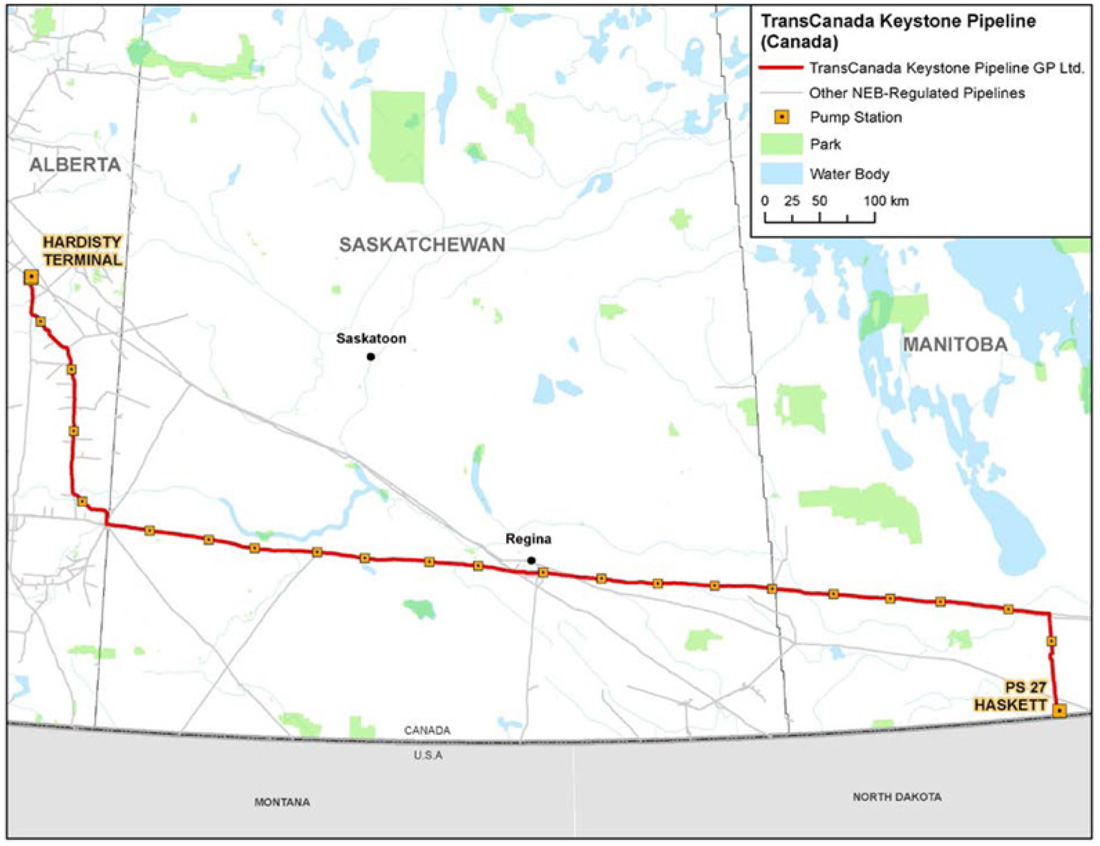 TransCanada Keystone Pipeline
(Canada)
TransCanada Keystone Pipeline GP Ltd.
Other NEB-Regulated Pipelines
Pump Station
Park
Water Body
0 25 50 100 km
ALBERTA
HARDISTY
TERMINAL
SASKATCHEWAN
Saskatoon
MANITOBA
Regina
PS 27
HASKETT
CANADA
U.S.A
MONTANA
NORTH DAKOTA